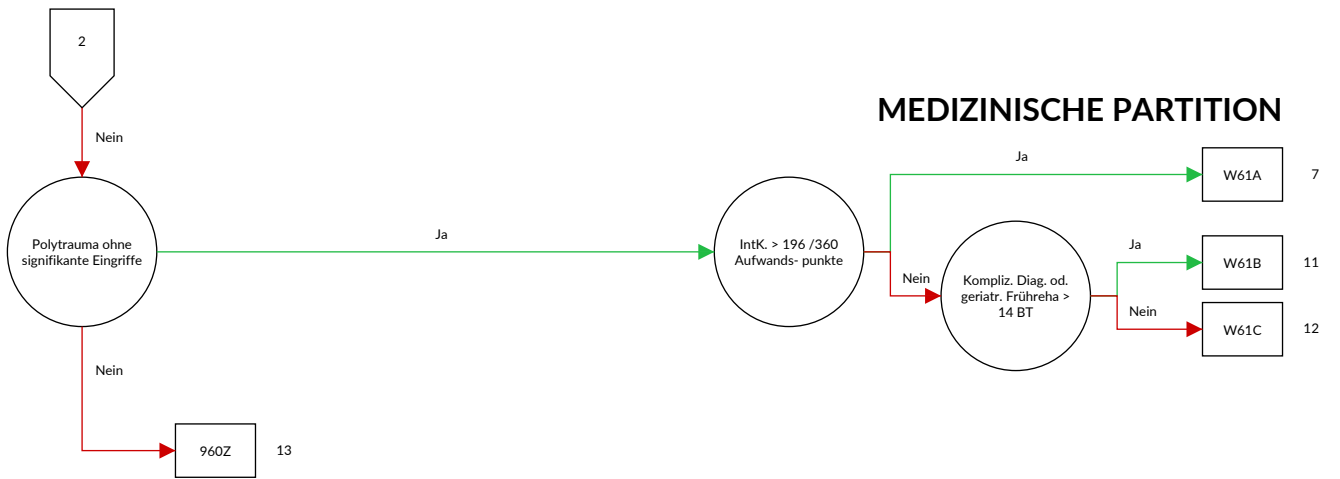 2
Nein
MEDIZINISCHE PARTITION
Ja
W61A
7
Polytrauma ohne
signifikante Eingriffe
Ja
IntK. > 196 /360
Aufwands- punkte
Nein
Kompliz. Diag. od.
geriatr. Frühreha >
14 BT
Ja
W61B
11
Nein
W61C
12
Nein
960Z
13